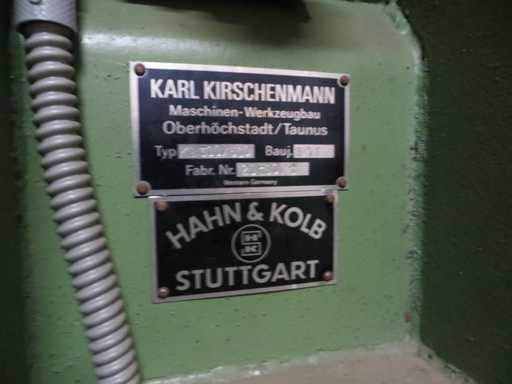 KARL KIRSCHENMANN
Maschinen-Werkzeugbau
Oberhöchstadt/Taunus
Typ Bauj.
Fabr. Nr.
Western Germany
HAHN & KOLB
H
K
STUTTGART